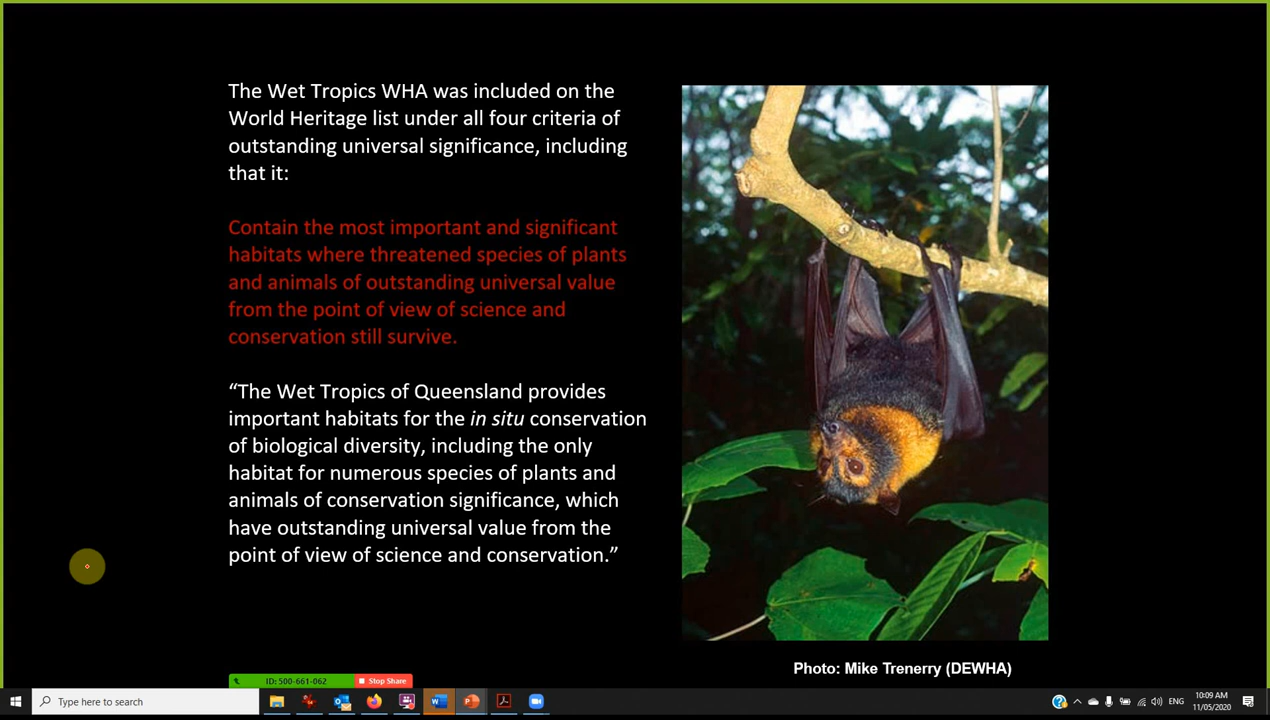 The Wet Tropics WHA was included on the
World Heritage list under all four criteria of
outstanding universal significance, including
that it:
Contain the most important and significant
habitats where threatened species of plants
and animals of outstanding universal value
from the point of view of science and
conservation still survive.
“The Wet Tropics of Queensland provides
important habitats for the in situ conservation
of biological diversity, including the only
habitat for numerous species of plants and
animals of conservation significance, which
have outstanding universal value from the
point of view of science and conservation.”
Photo: Mike Trenerry (DEWHA)
ID: 500-661-062
Stop Share
Type here to search
ENG
10:09 AM
11/05/2020